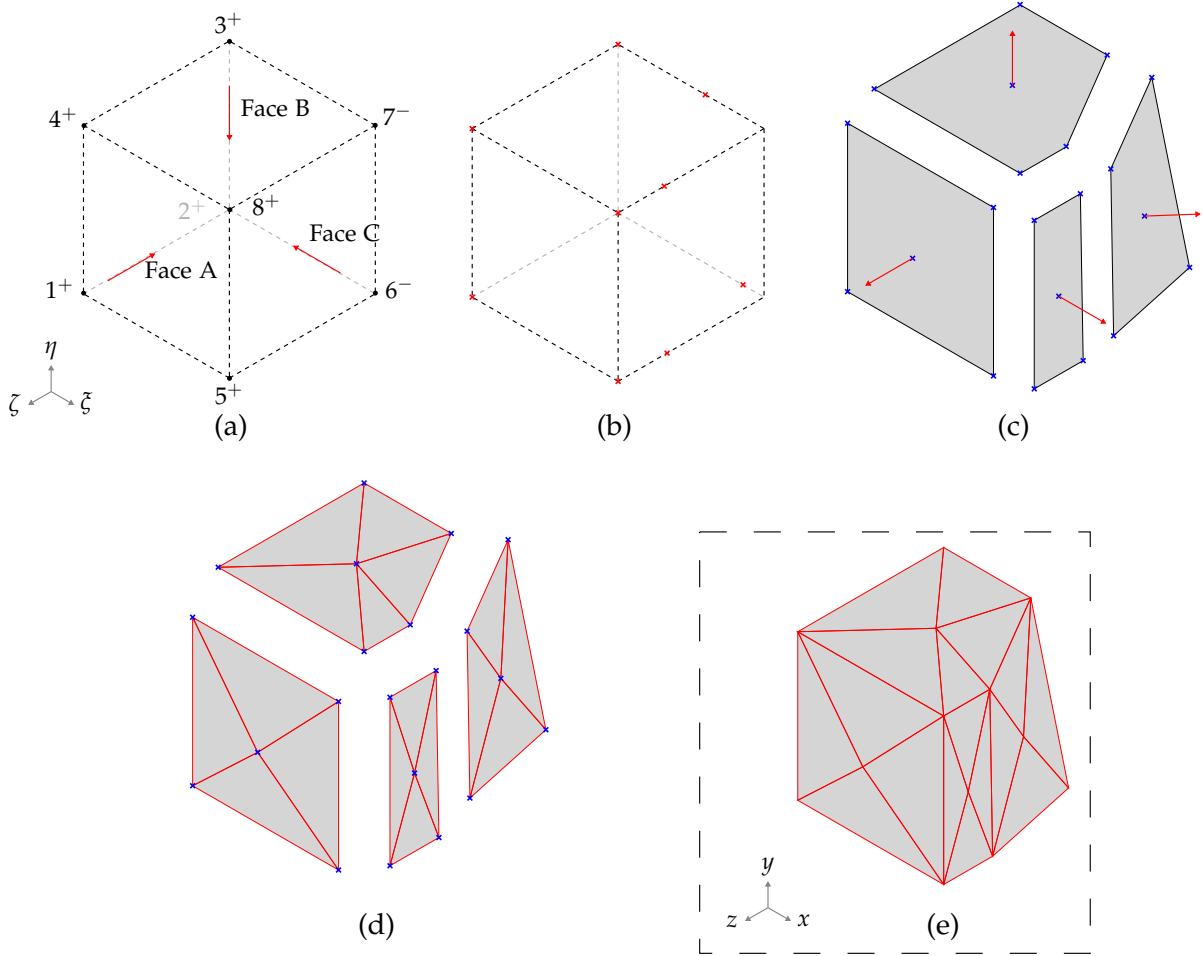 3⁺
Face B
4⁺
7⁻
2⁺
8⁺
Face C
Face A
1⁺
6⁻
5⁺
η
ζ
ξ
(a)
(b)
(c)
(d)
y
z
x
(e)